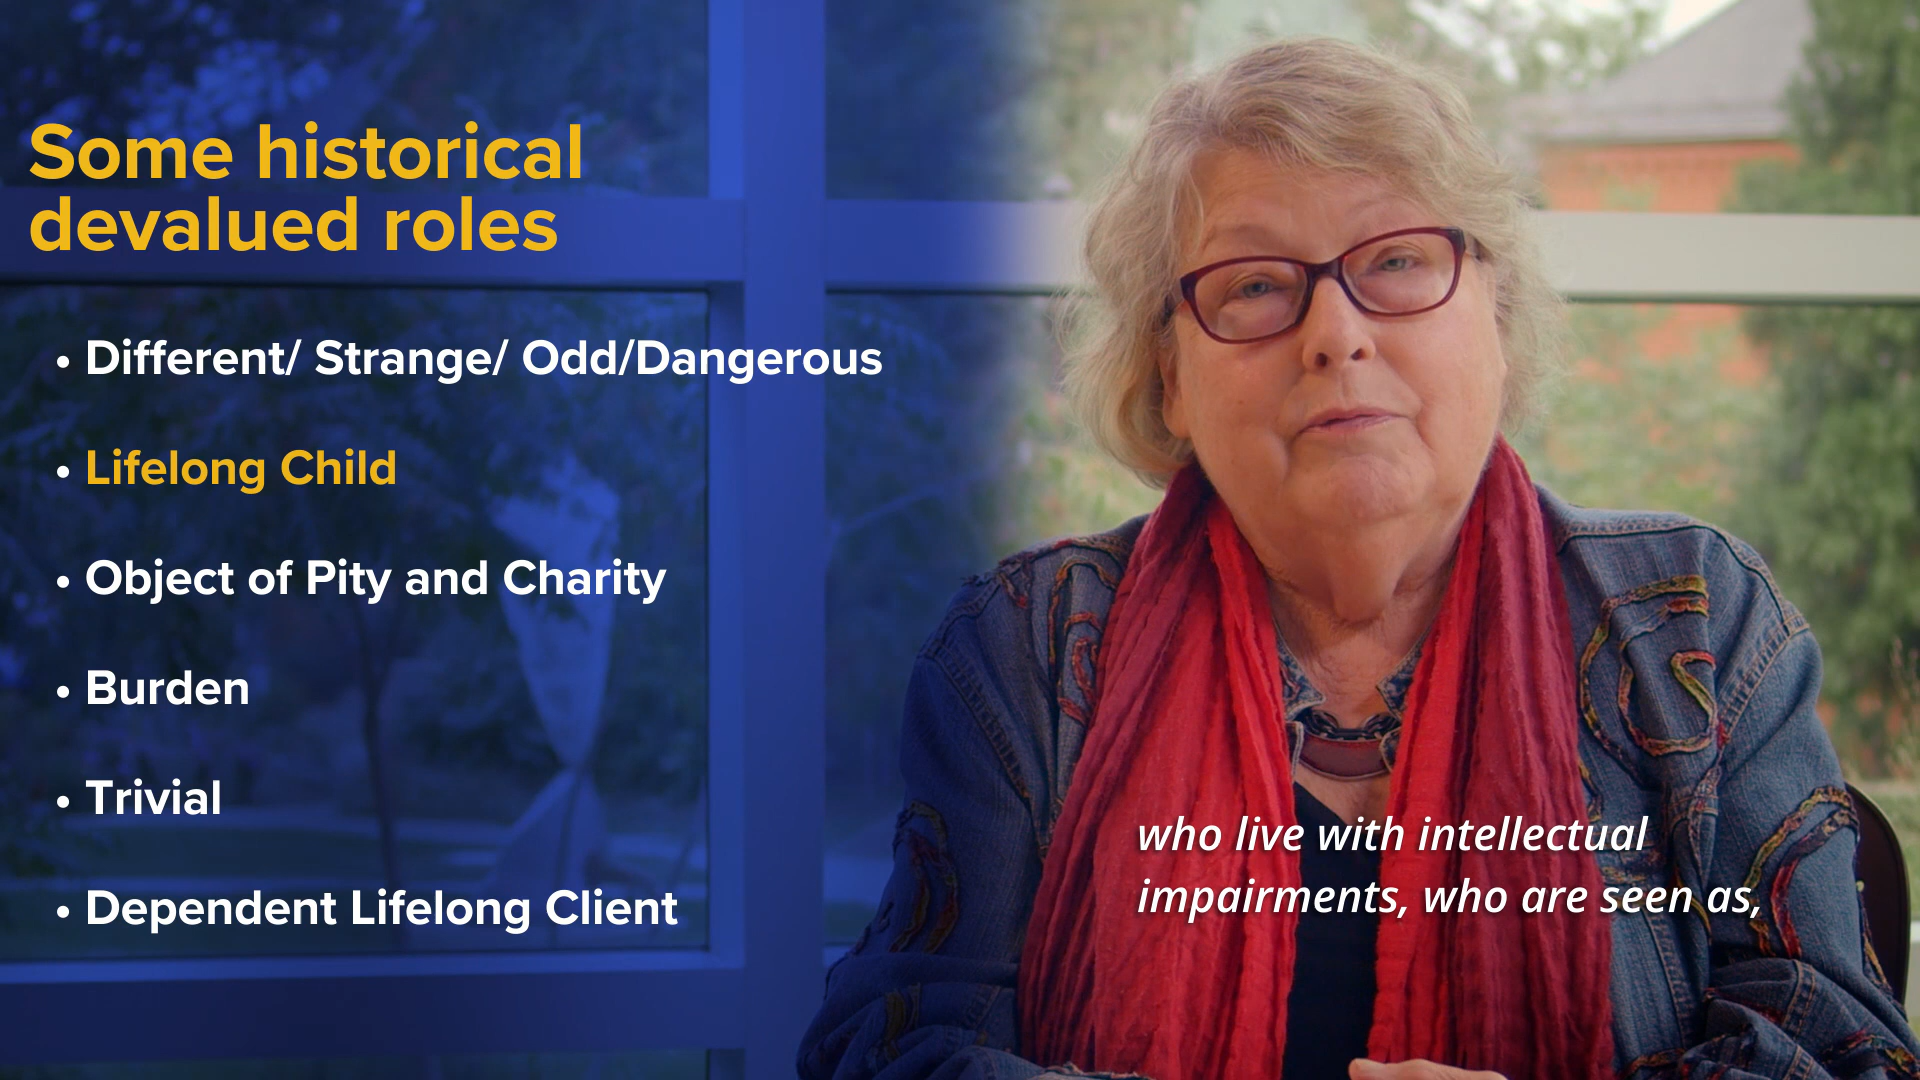 Some historical
devalued roles
• Different/ Strange/ Odd/Dangerous
• Lifelong Child
• Object of Pity and Charity
• Burden
• Trivial
• Dependent Lifelong Client
who live with intellectual
impairments, who are seen as,